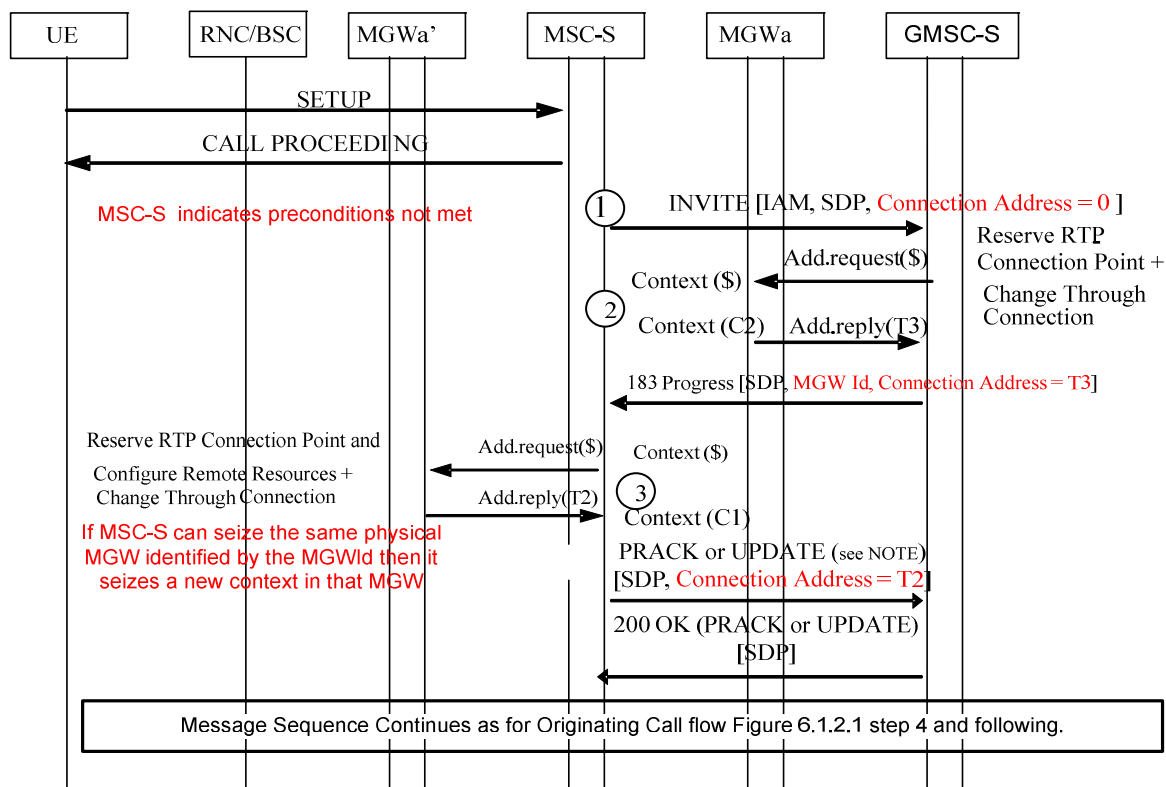 UE
RNC/BSC
MGWa’
MSC-S
MGWa
GMSC-S
SETUP
CALL PROCEEDING
MSC-S indicates preconditions not met
1
INVITE [IAM, SDP, Connection Address = 0 ]
Reserve RTP
Connection Point +
Change Through
Connection
Add.request($)
Context ($)
2
Context (C2)
Add.reply(T3)
183 Progress [SDP, MGW Id, Connection Address = T3]
Reserve RTP Connection Point and
Configure Remote Resources +
Change Through Connection
Add.request($)
Context ($)
Add.reply(T2)
3
Context (C1)
If MSC-S can seize the same physical
MGW identified by the MGWId then it
seizes a new context in that MGW
PRACK or UPDATE (see NOTE)
[SDP, Connection Address = T2]
200 OK (PRACK or UPDATE)
[SDP]
Message Sequence Continues as for Originating Call flow Figure 6.1.2.1 step 4 and following.